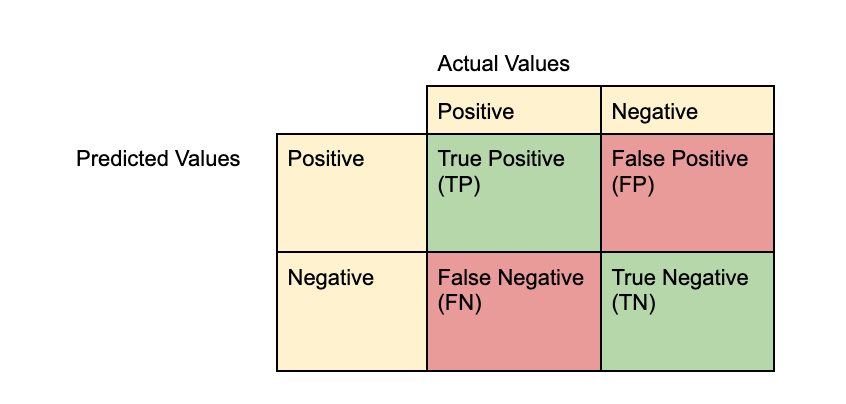 Actual Values
Positive
Negative
Predicted Values
Positive
True Positive
(TP)
False Positive
(FP)
Negative
False Negative
(FN)
True Negative
(TN)